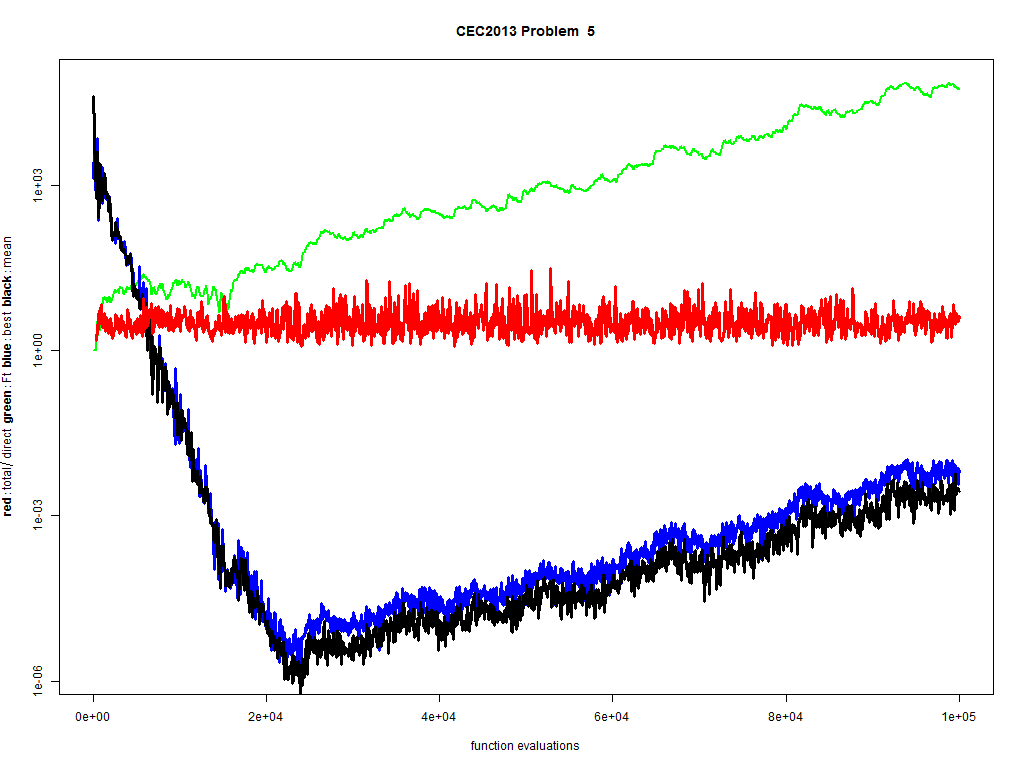 CEC2013 Problem  5
red : total/ direct green : Ft blue : best black : mean
1e+03
1e+00
1e-03
1e-06
0e+00 2e+04 4e+04 6e+04 8e+04 1e+05
function evaluations